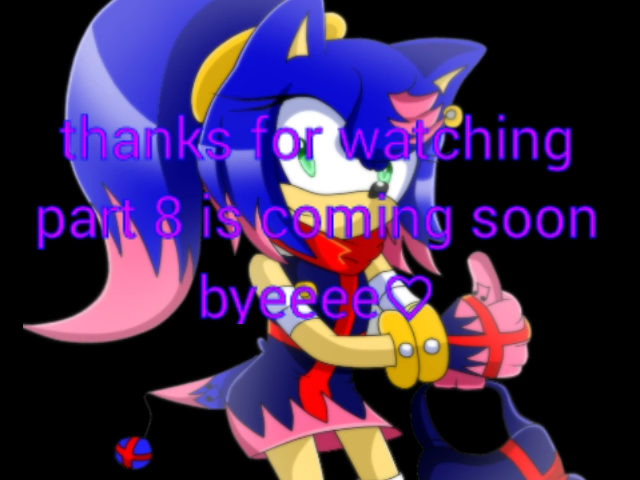 thanks for watching
part 8 is coming soon
byeeee♡